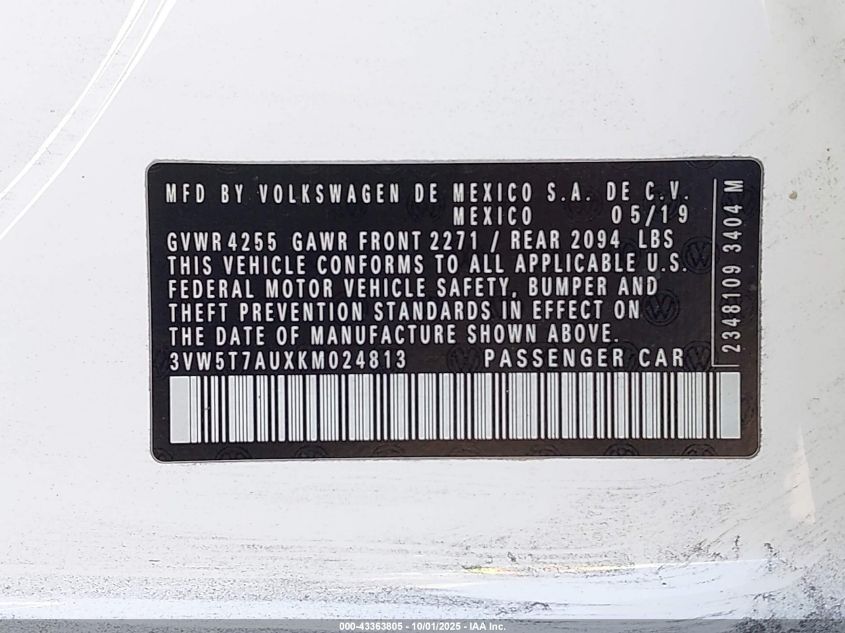 MFD BY VOLKSWAGEN DE MEXICO S.A. DE C.V.
MEXICO 05/19
GVWR 4255 GAWR FRONT 2271 / REAR 2094 LBS
THIS VEHICLE CONFORMS TO ALL APPLICABLE U.S.
FEDERAL MOTOR VEHICLE SAFETY, BUMPER AND
THEFT PREVENTION STANDARDS IN EFFECT ON
THE DATE OF MANUFACTURE SHOWN ABOVE.
3VW5T7AUXKM024813 PASSENGER CAR
2348109 3404 M
000-43363805 - 10/01/2025 - IAA Inc.